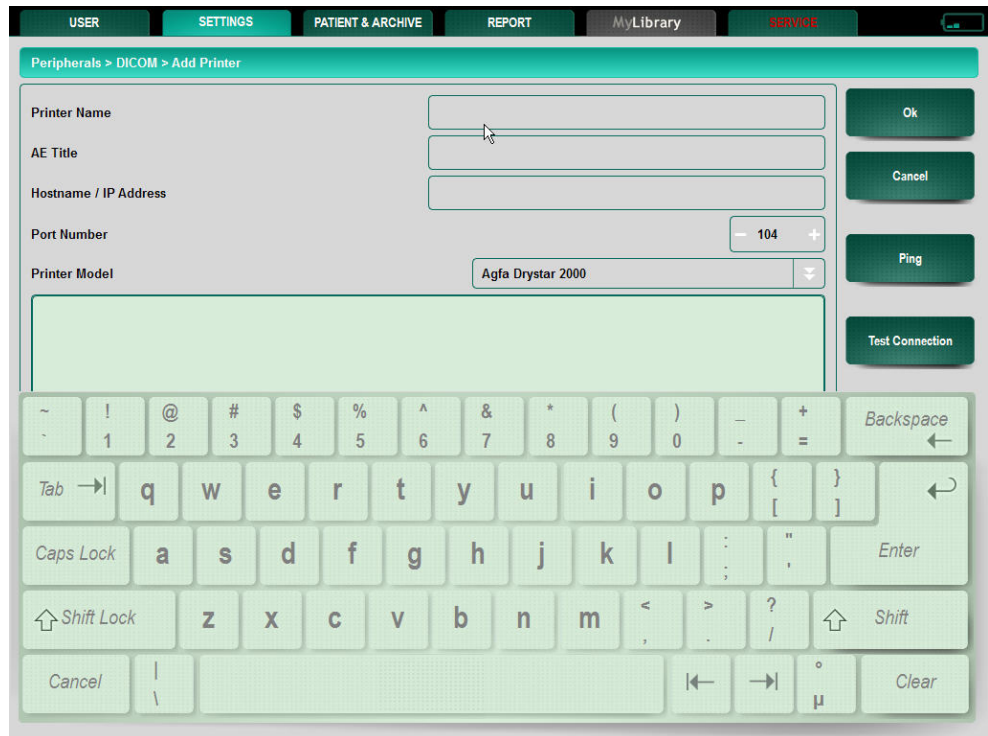 USER SETTINGS PATIENT & ARCHIVE REPORT MyLibrary SERVICE
Peripherals > DICOM > Add Printer
Printer Name
Ok
AE Title
Cancel
Hostname / IP Address
Port Number - 104 +
Ping
Printer Model Agfa Drystar 2000
Test Connection
~ ! @ # $ % ^ & * ( ) _ + Backspace
` 1 2 3 4 5 6 7 8 9 0 - =
Tab q w e r t y u i o p { }
[ ]
Caps Lock a s d f g h j k l : " Enter
; '
Shift Lock z x c v b n m < > ? Shift
, . /
Cancel | ° Clear
\ µ